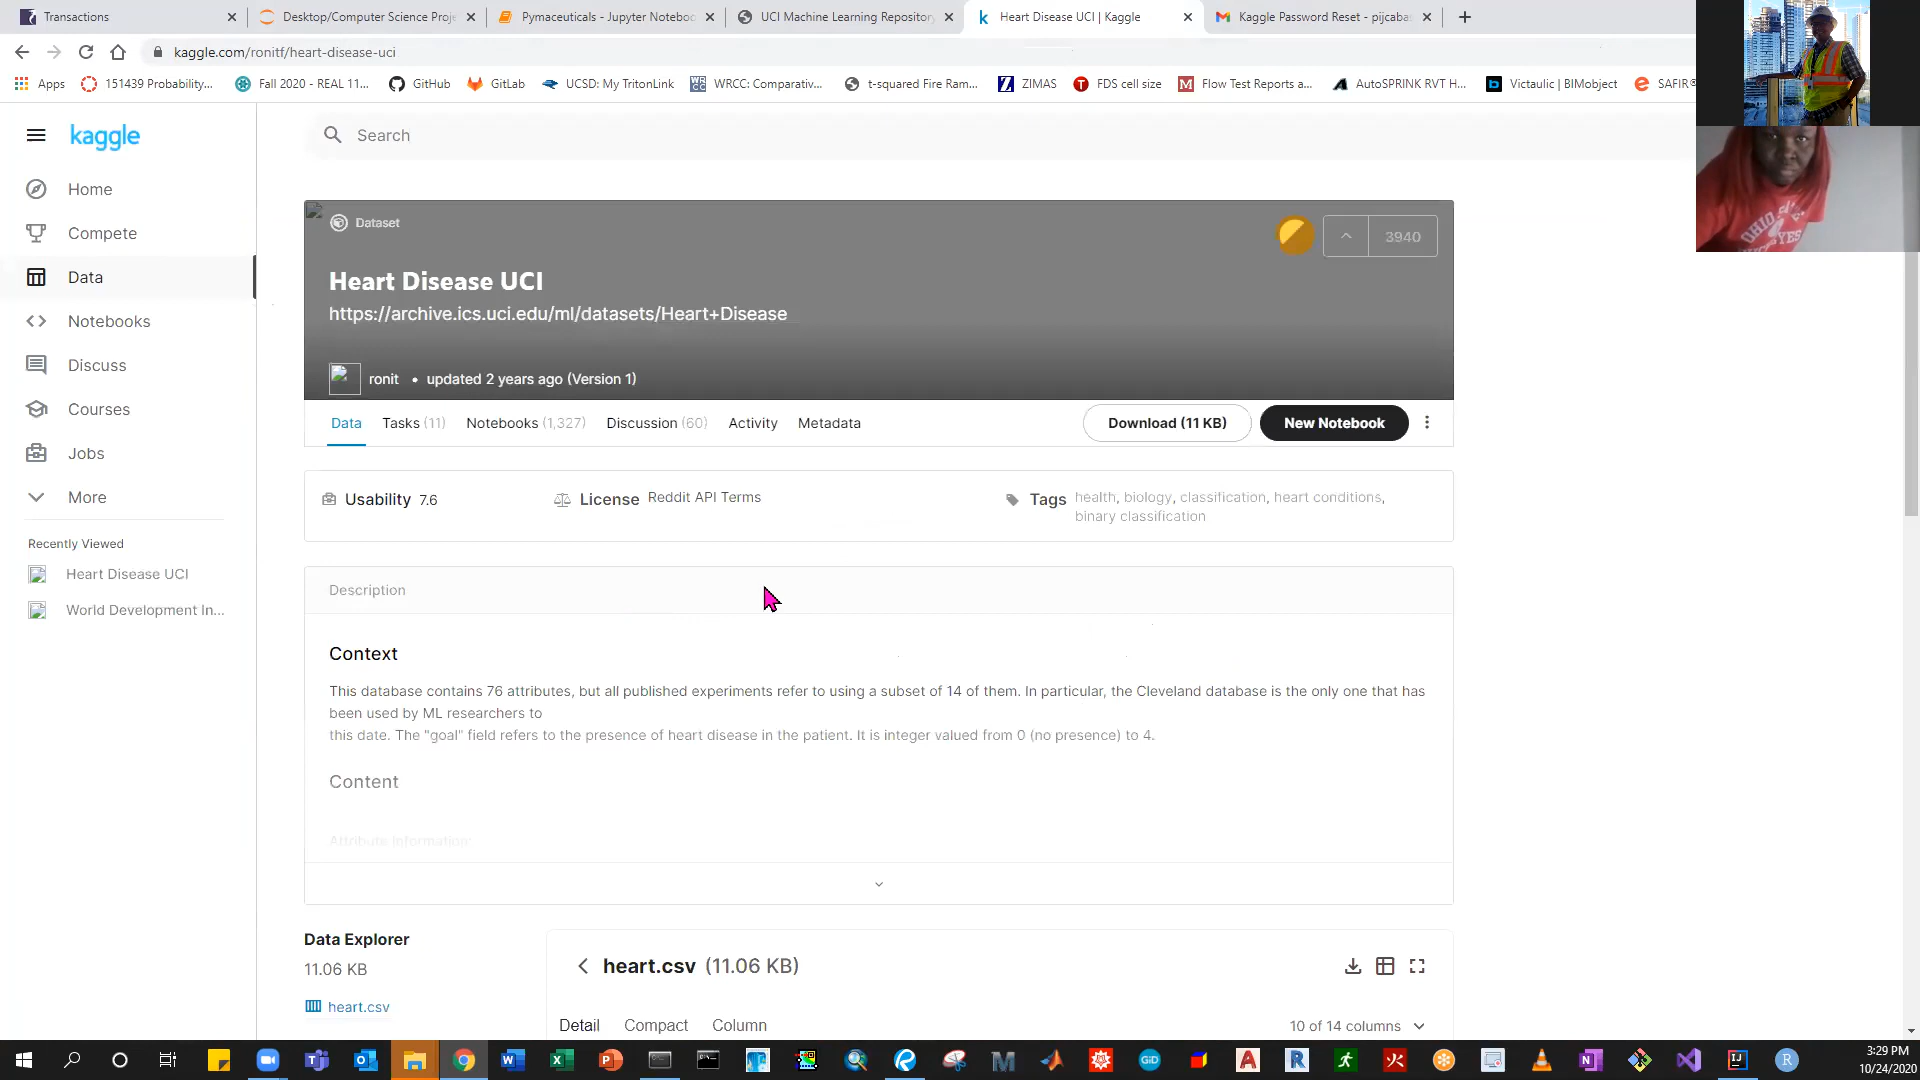 Transactions
Desktop/Computer Science Proje
Pymaceuticals - Jupyter Noteboo
UCI Machine Learning Repository
Heart Disease UCI | Kaggle
Kaggle Password Reset - pijcaba
kaggle.com/ronitf/heart-disease-uci
Apps
151439 Probability...
Fall 2020 - REAL 11...
GitHub
GitLab
UCSD: My TritonLink
WRCC: Comparativ...
t-squared Fire Ram...
ZIMAS
FDS cell size
Flow Test Reports a...
AutoSPRINK RVT H...
Victaulic | BIMobject
SAFIR®
kaggle
Search
Home
Compete
Data
Notebooks
Discuss
Courses
Jobs
More
Recently Viewed
Heart Disease UCI
World Development In...
Dataset
3940
Heart Disease UCI
https://archive.ics.uci.edu/ml/datasets/Heart+Disease
ronit • updated 2 years ago (Version 1)
Data
Tasks (11)
Notebooks (1,327)
Discussion (60)
Activity
Metadata
Download (11 KB)
New Notebook
Usability 7.6
License Reddit API Terms
Tags health, biology, classification, heart conditions,
binary classification
Description
Context
This database contains 76 attributes, but all published experiments refer to using a subset of 14 of them. In particular, the Cleveland database is the only one that has
been used by ML researchers to
this date. The "goal" field refers to the presence of heart disease in the patient. It is integer valued from 0 (no presence) to 4.
Content
Attribute Information:
Data Explorer
11.06 KB
heart.csv
heart.csv (11.06 KB)
Detail
Compact
Column
10 of 14 columns
OHIO
3:29 PM
10/24/2020